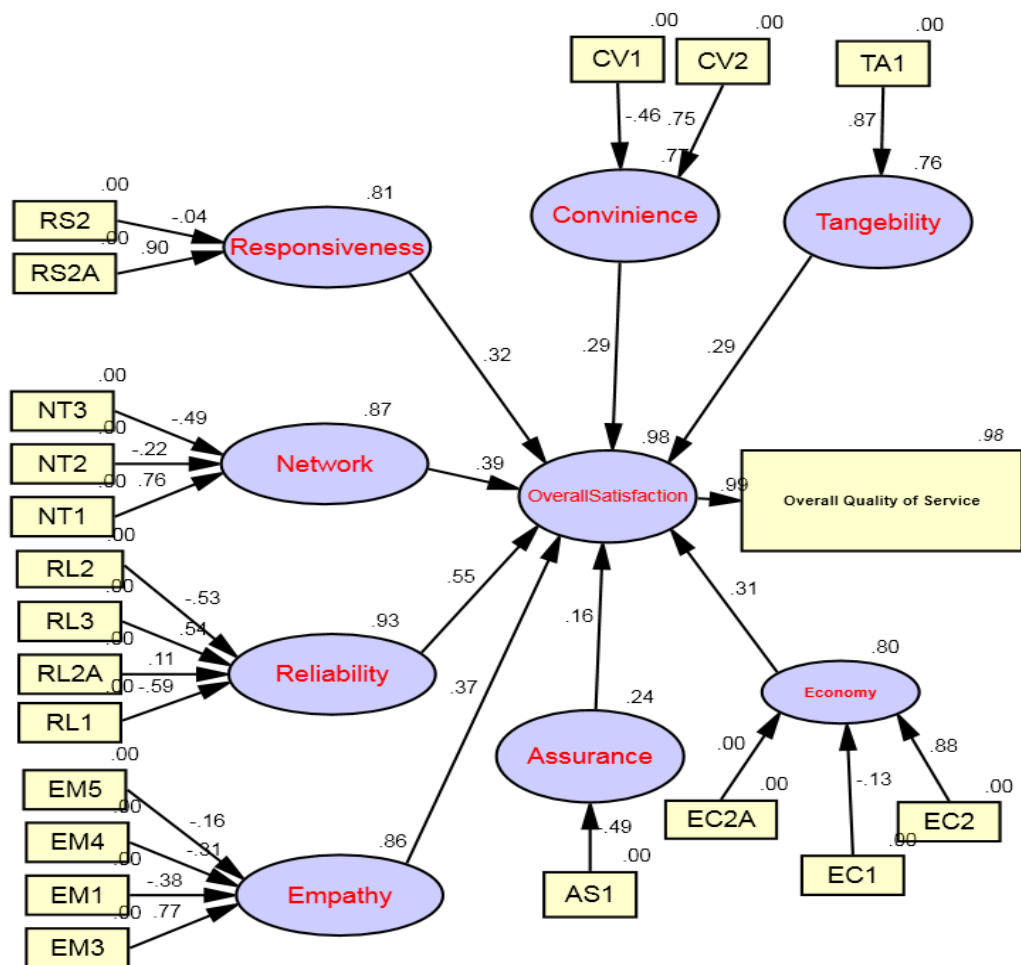 .00
.00
.00
CV1
CV2
TA1
-.46
.75
.87
.77
.76
.00
.81
RS2
-.04
Convinience
Tangebility
.00
.90
Responsiveness
RS2A
.32
.29
.29
.00
NT3
-.49
.87
.98
.98
.00
NT2
-.22
Network
.39
OverallSatisfaction
.99
Overall Quality of Service
.00
.76
NT1
.00
RL2
-.53
.55
.31
.00
RL3
.54
.93
.16
.00
RL2A
.11
Reliability
.37
.80
.00
-.59
RL1
.24
Economy
.00
EM5
-.16
Assurance
.00
.88
.00
EM4
-.31
.86
-.49
.00
-.13
.00
.00
EM1
-.38
Empathy
.00
EC2A
EC2
.00
.77
AS1
.00
EC1
EM3